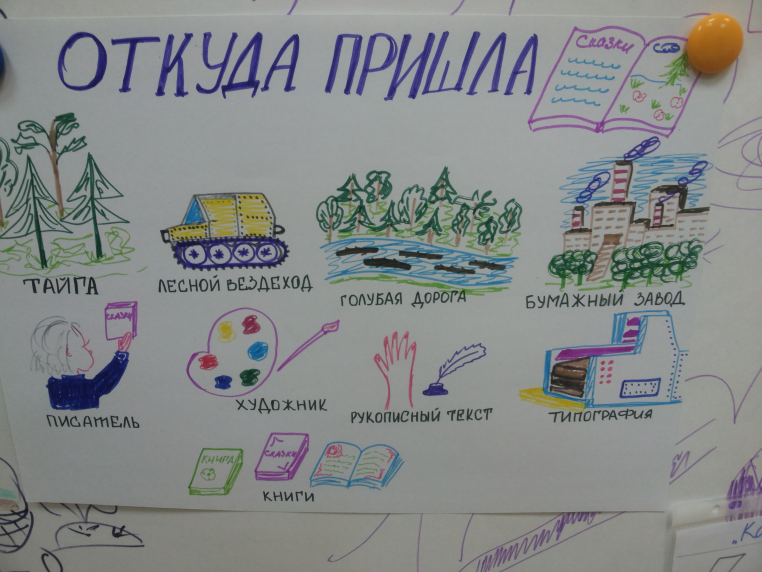 ОТКУДА ПРИШЛА
Сказки
ТАЙГА
ЛЕСНОЙ ВЕЗДЕХОД
ГОЛУБАЯ ДОРОГА
БУМАЖНЫЙ ЗАВОД
СКАЗКИ
ПИСАТЕЛЬ
ХУДОЖНИК
РУКОПИСНЫЙ ТЕКСТ
ТИПОГРАФИЯ
КНИГА
СКАЗКИ
КНИГИ